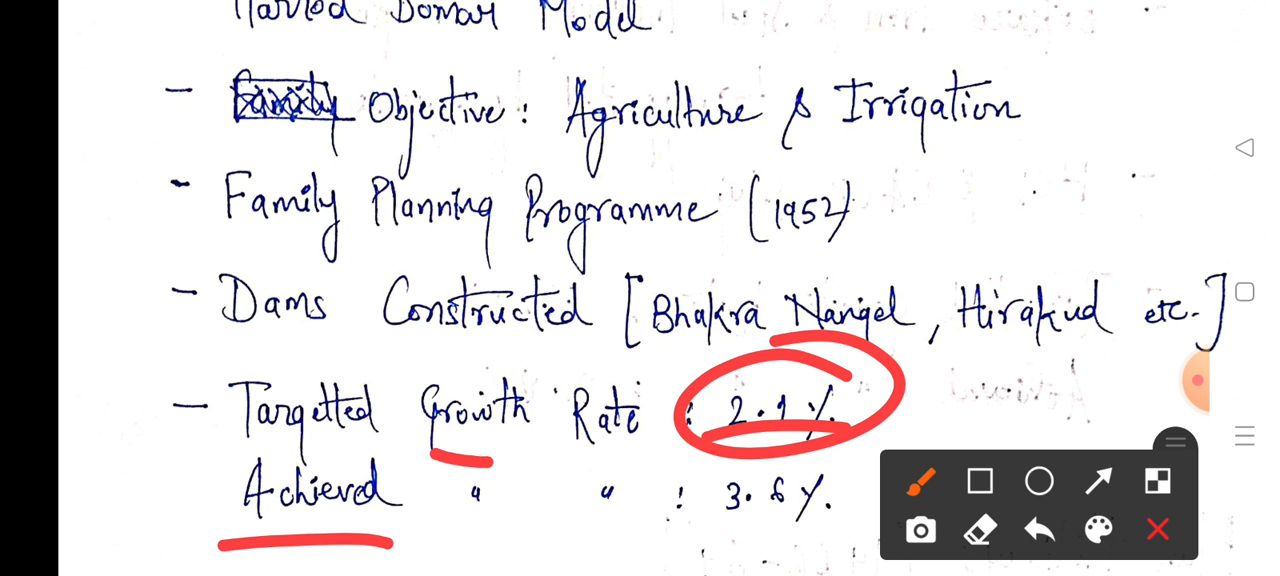 Harrod Domar Model
- Objective: Agriculture & Irrigation
- Family Planning Programme (1952)
- Dams Constructed [Bhakra Nangal, Hirakud etc.]
- Targetted Growth Rate : 2.1%
Achieved " " : 3.6%.